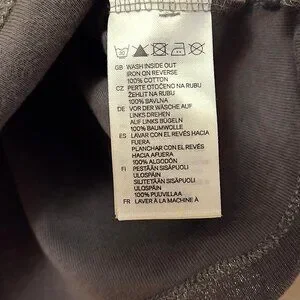 GB WASH INSIDE OUT
IRON ON REVERSE
100% COTTON
CZ PERTE OTOČENO NA RUBU
ŽEHLIT NA RUBU
100% BAVLNA
DE VOR DER WÄSCHE AUF
LINKS DREHEN
AUF LINKS BÜGELN
100% BAUMWOLLE
ES LAVAR CON EL REVÉS HACIA
FUERA
PLANCHAR CON EL REVÉS
HACIA AFUERA
100% ALGODÓN
FI PESTÄÄN SISÄPUOLI
ULOSPÄIN
SILITETÄÄN SISÄPUOLI
ULOSPÄIN
100% PUUVILLAA
FR LAVER À LA MACHINE À